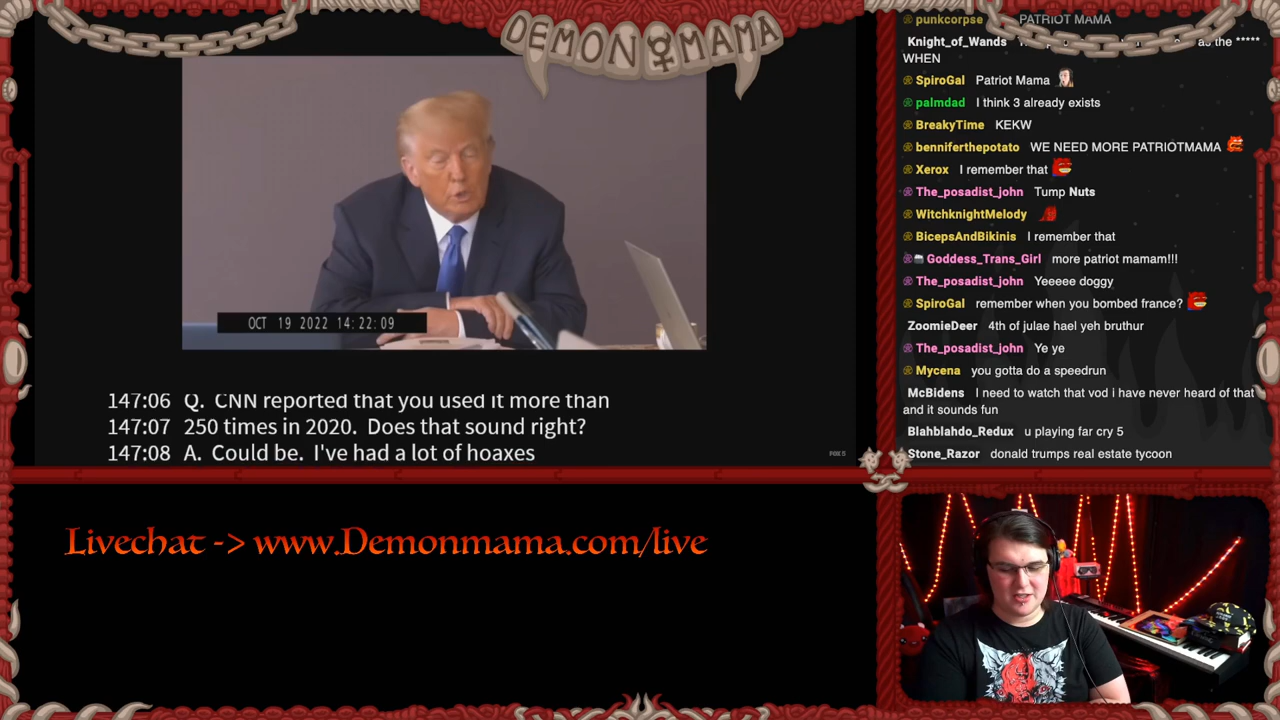 DEMON MAMA
OCT 19 2022 14:22:09
147:06 Q. CNN reported that you used it more than
147:07 250 times in 2020. Does that sound right?
147:08 A. Could be. I've had a lot of hoaxes
FOX 5
Livechat -> www.Demonmama.com/live
punkcorpse PATRIOT MAMA
Knight_of_Wands as the *****
WHEN
SpiroGal Patriot Mama
palmdad I think 3 already exists
BreakyTime KEKW
benniferthepotato WE NEED MORE PATRIOTMAMA
Xerox I remember that
The_posadist_john Tump Nuts
WitchknightMelody
BicepsAndBikinis I remember that
Goddess_Trans_Girl more patriot mamam!!!
The_posadist_john Yeeeee doggy
SpiroGal remember when you bombed france?
ZoomieDeer 4th of julae hael yeh bruthur
The_posadist_john Ye ye
Mycena you gotta do a speedrun
McBidens I need to watch that vod i have never heard of that
and it sounds fun
Blahblahdo_Redux u playing far cry 5
Stone_Razor donald trumps real estate tycoon